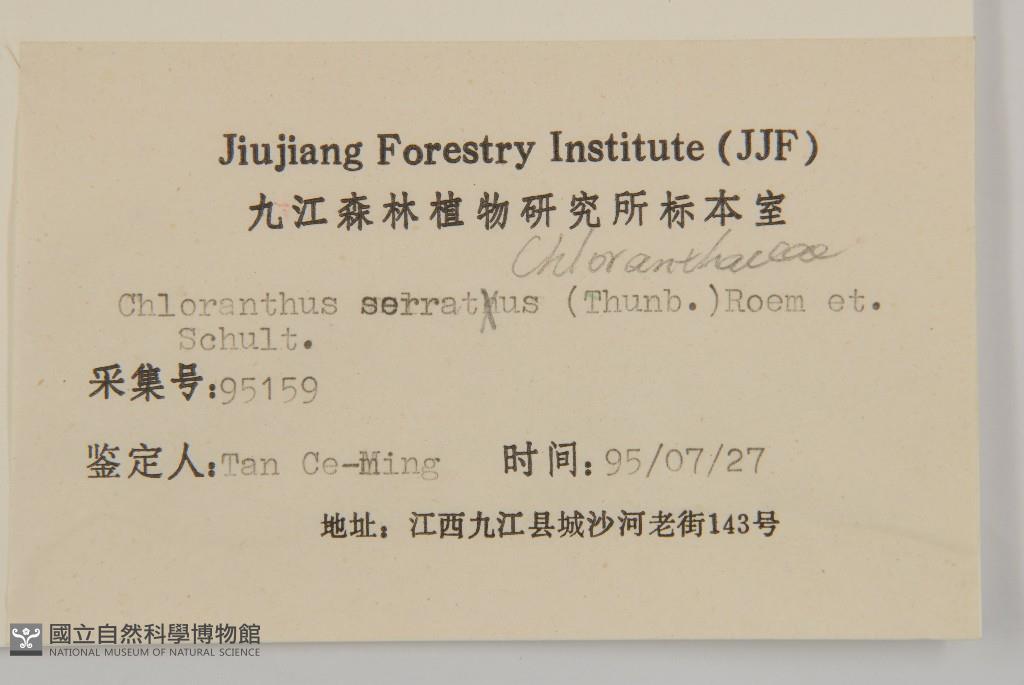 Jiujiang Forestry Institute (JJF)
九江森林植物研究所标本室
Chloranthaceae
Chloranthus serratus (Thunb.)Roem et.
Schult.
采集号:95159
鉴定人:Tan Ce-Ming 时间:95/07/27
地址：江西九江县城沙河老街143号
國立自然科學博物館
NATIONAL MUSEUM OF NATURAL SCIENCE